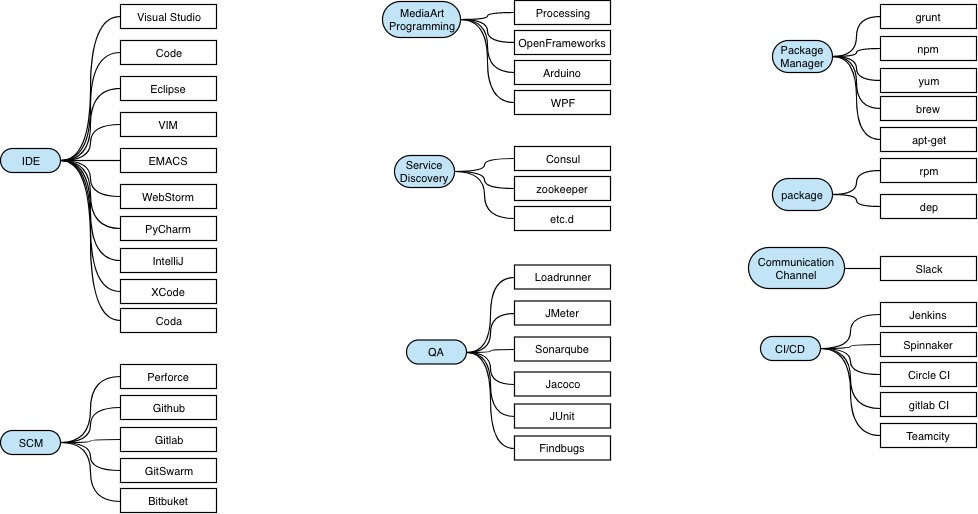 IDE
Visual Studio
Code
Eclipse
VIM
EMACS
WebStorm
PyCharm
IntelliJ
XCode
Coda
SCM
Perforce
Github
Gitlab
GitSwarm
Bitbuket
MediaArt
Programming
Processing
OpenFrameworks
Arduino
WPF
Service
Discovery
Consul
zookeeper
etc.d
QA
Loadrunner
JMeter
Sonarqube
Jacoco
JUnit
Findbugs
Package
Manager
grunt
npm
yum
brew
apt-get
package
rpm
dep
Communication
Channel
Slack
CI/CD
Jenkins
Spinnaker
Circle CI
gitlab CI
Teamcity